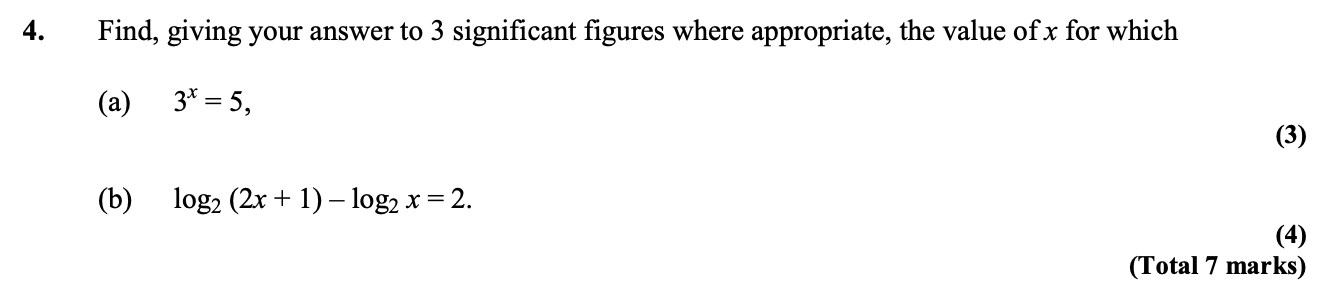 4. Find, giving your answer to 3 significant figures where appropriate, the value of x for which
(a) 3ˣ = 5,
(3)
(b) log₂ (2x + 1) – log₂ x = 2.
(4)
(Total 7 marks)